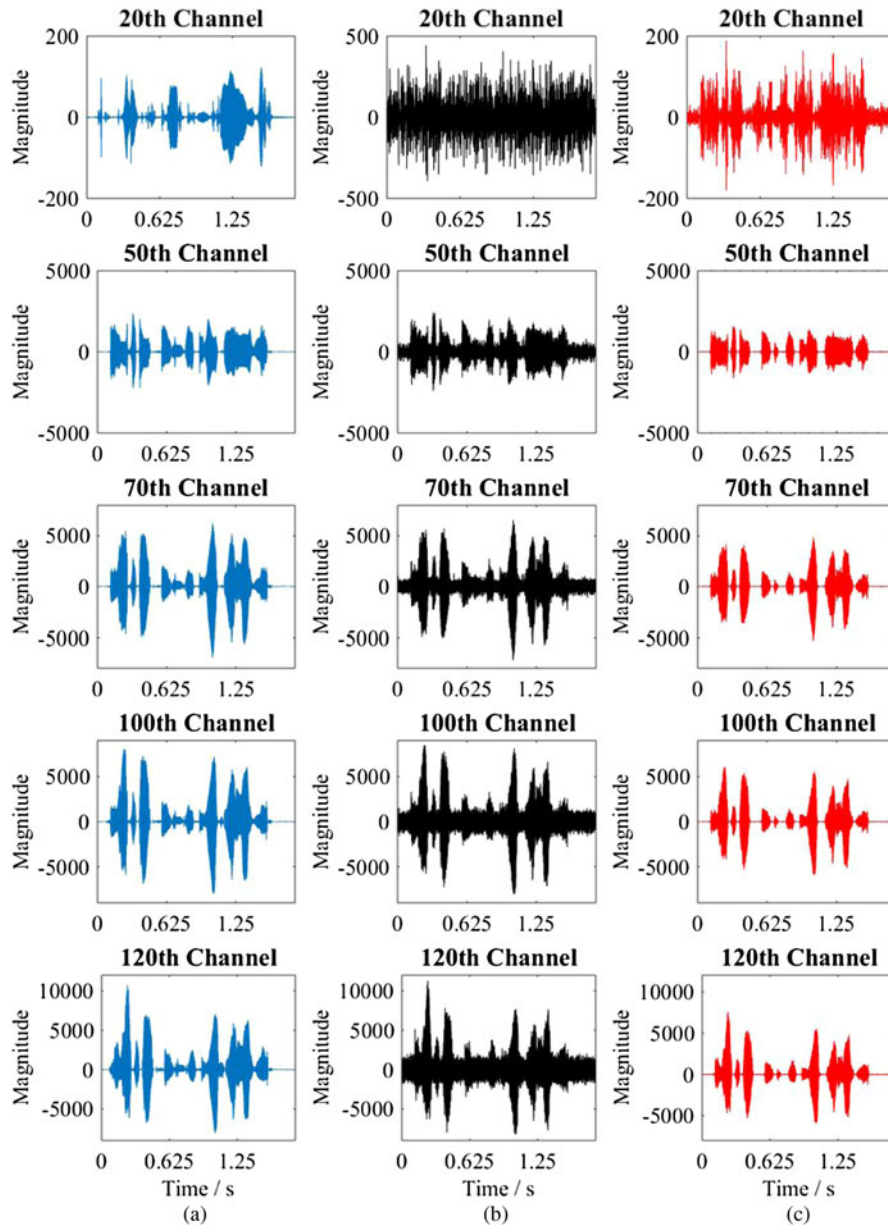 20th Channel 20th Channel 20th Channel
200 500 200
Magnitude Magnitude Magnitude
0 0 0
-200 -500 -200
0 0.625 1.25 0 0.625 1.25 0 0.625 1.25
50th Channel 50th Channel 50th Channel
5000 5000 5000
Magnitude Magnitude Magnitude
0 0 0
-5000 -5000 -5000
0 0.625 1.25 0 0.625 1.25 0 0.625 1.25
70th Channel 70th Channel 70th Channel
5000 5000 5000
Magnitude Magnitude Magnitude
0 0 0
-5000 -5000 -5000
0 0.625 1.25 0 0.625 1.25 0 0.625 1.25
100th Channel 100th Channel 100th Channel
5000 5000 5000
Magnitude Magnitude Magnitude
0 0 0
-5000 -5000 -5000
0 0.625 1.25 0 0.625 1.25 0 0.625 1.25
120th Channel 120th Channel 120th Channel
10000 10000 10000
5000 5000 5000
Magnitude Magnitude Magnitude
0 0 0
-5000 -5000 -5000
0 0.625 1.25 0 0.625 1.25 0 0.625 1.25
Time / s Time / s Time / s
(a) (b) (c)